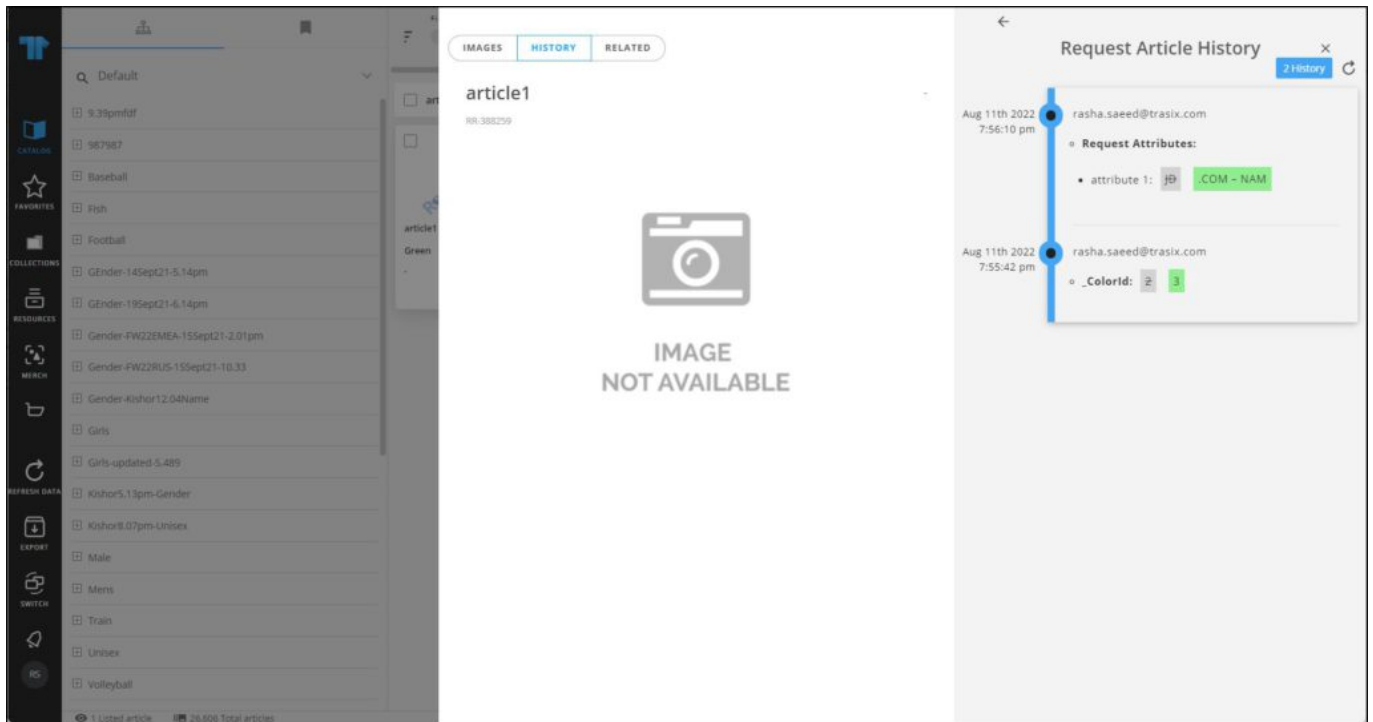 CATALOG
FAVORITES
COLLECTIONS
RESOURCES
MERCH
REFRESH DATA
EXPORT
SWITCH
RS
Default
9.39pmfdf
987987
Baseball
Fish
Football
GEnder-14Sept21-5.14pm
GEnder-19Sept21-6.14pm
Gender-FW22EMEA-15Sept21-2.01pm
Gender-FW22RUS-15Sept21-10.33
Gender-Kishor12.04Name
Girls
Girls-updated-5.489
Kishor5.13pm-Gender
Kishor8.07pm-Unisex
Male
Mens
Train
Unisex
Volleyball
1 Listed article 26,606 Total articles
art
article1
Green
-
IMAGES HISTORY RELATED
article1 -
RR-388259
IMAGE
NOT AVAILABLE
Request Article History
2 History
Aug 11th 2022
7:56:10 pm
rasha.saeed@trasix.com
Request Attributes:
attribute 1: .COM – NAM
Aug 11th 2022
7:55:42 pm
rasha.saeed@trasix.com
_ColorId: 2 3